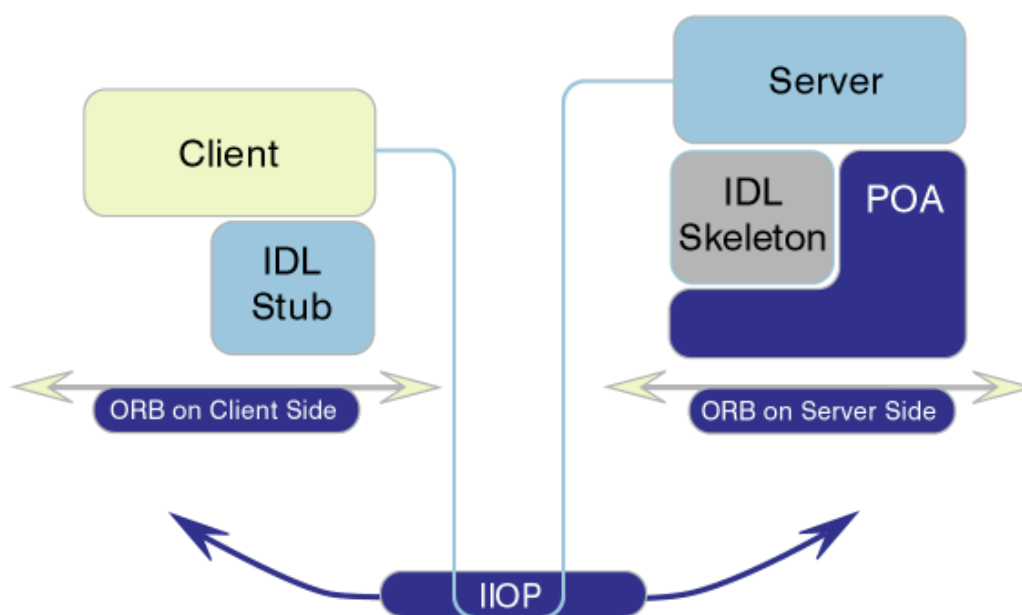 Client
IDL
Stub
ORB on Client Side
Server
IDL
Skeleton
POA
ORB on Server Side
IIOP